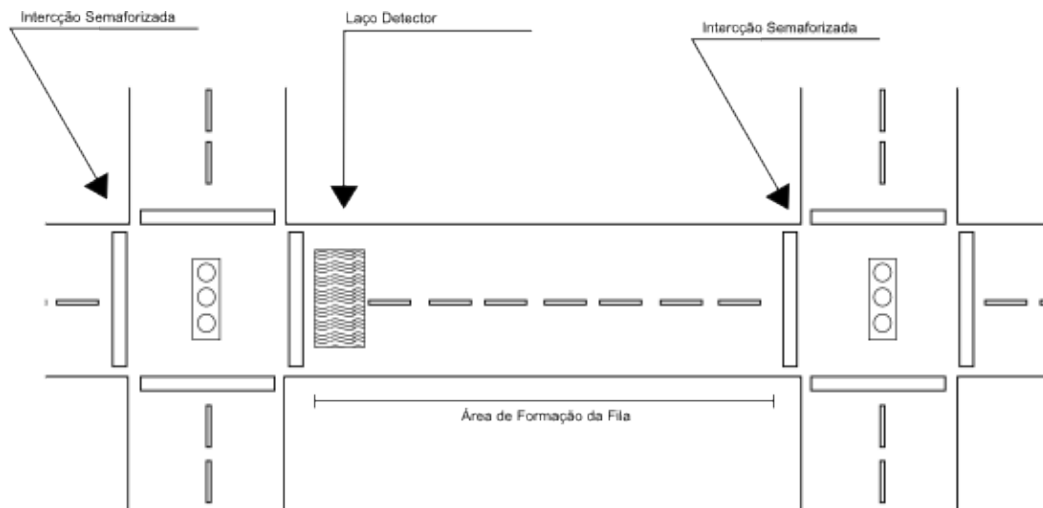 Intercção Semaforizada
Laço Detector
Intercção Semaforizada
Área de Formação da Fila